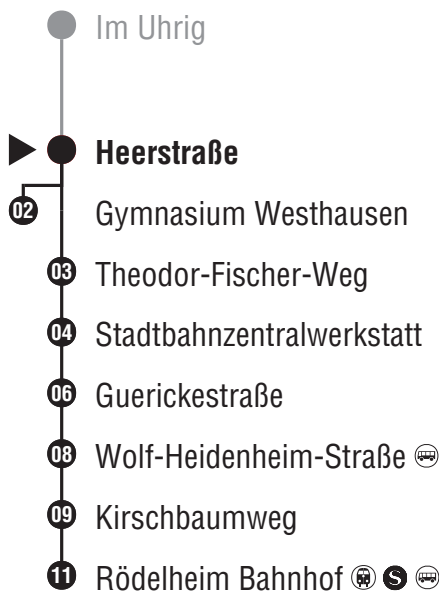 Im Uhrig
Heerstraße
02 Gymnasium Westhausen
03 Theodor-Fischer-Weg
04 Stadtbahnzentralwerkstatt
06 Guerickestraße
08 Wolf-Heidenheim-Straße
09 Kirschbaumweg
11 Rödelheim Bahnhof S